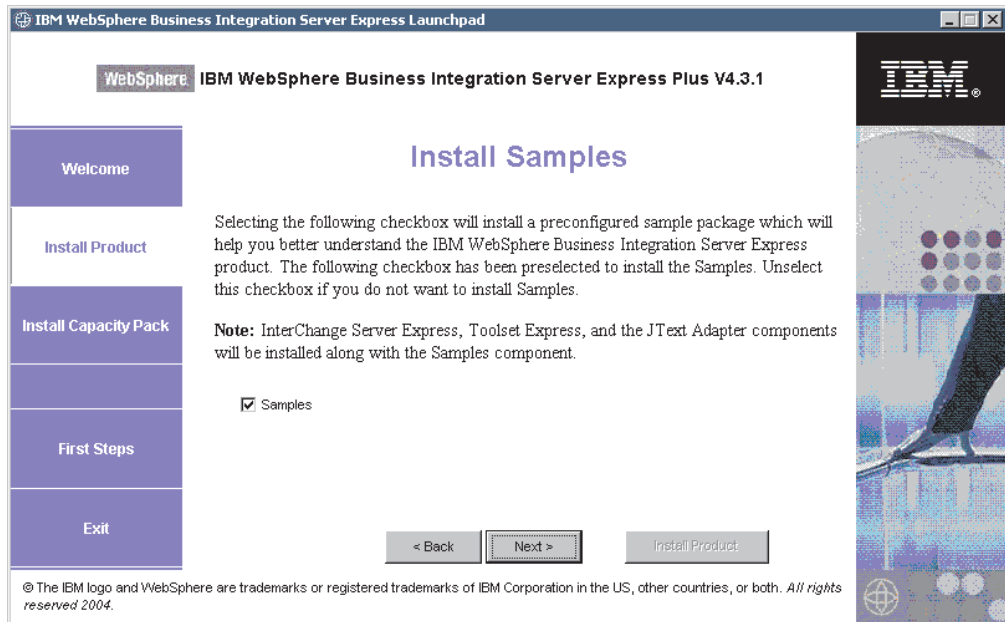 IBM WebSphere Business Integration Server Express Launchpad
WebSphere IBM WebSphere Business Integration Server Express Plus V4.3.1
IBM®
Welcome
Install Product
Install Capacity Pack
First Steps
Exit
Install Samples
Selecting the following checkbox will install a preconfigured sample package which will
help you better understand the IBM WebSphere Business Integration Server Express
product. The following checkbox has been preselected to install the Samples. Unselect
this checkbox if you do not want to install Samples.
Note: InterChange Server Express, Toolset Express, and the JText Adapter components
will be installed along with the Samples component.
Samples
< Back
Next >
Install Product
© The IBM logo and WebSphere are trademarks or registered trademarks of IBM Corporation in the US, other countries, or both. All rights
reserved 2004.